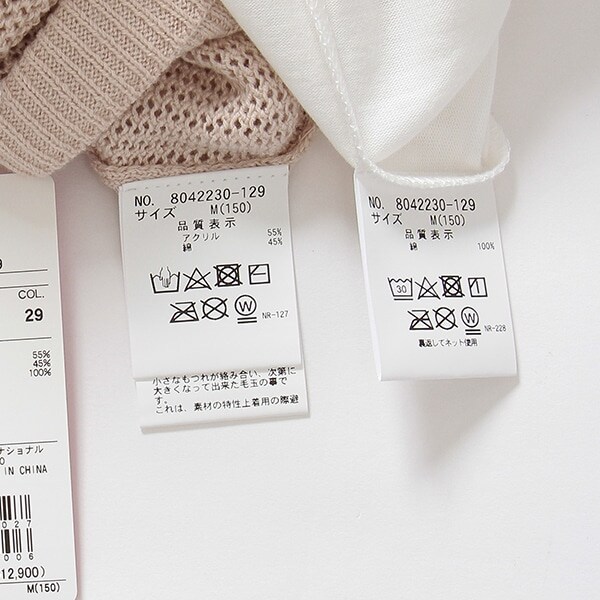 9
COL.
29
55%
45%
100%
ナショナル
0
IN CHINA
027
006
12,900)
M(150)
NO. 8042230-129
サイズ M(150)
品質表示
アクリル 55%
綿 45%
W
NR-127
小さなもつれが絡み合い、次第に
大きくなって出来た毛玉の事で
す。
これは、素材の特性上着用の際避
NO. 8042230-129
サイズ M(150)
品質表示
綿 100%
30
W
NR-228
裏返してネット使用